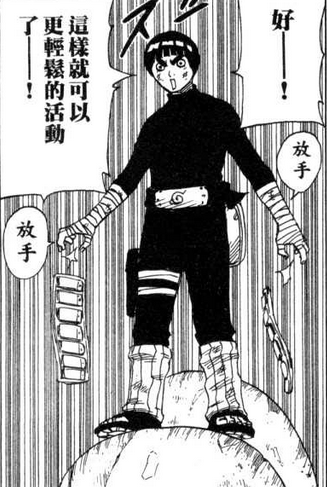 好——！
放手
這樣就可以
更輕鬆的活動
了——！
放手